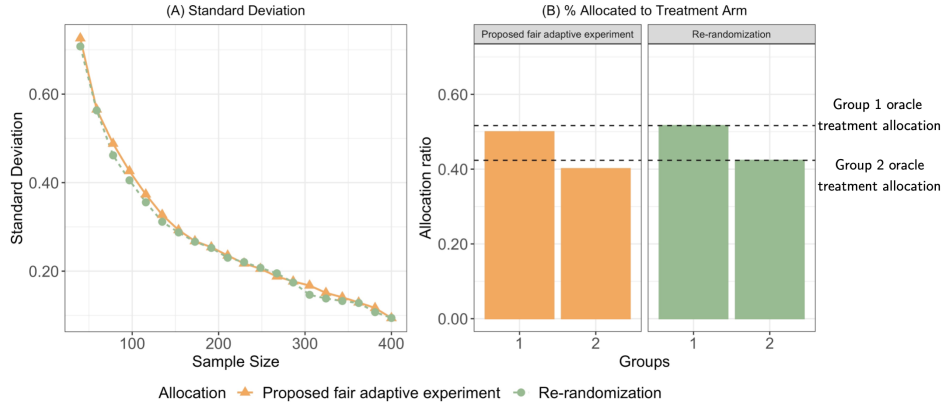 (A) Standard Deviation
(B) % Allocated to Treatment Arm
Proposed fair adaptive experiment
Re-randomization
Standard Deviation
0.60
0.40
0.20
100
200
300
400
Sample Size
Allocation ratio
0.60
0.40
0.20
0.00
1
2
1
2
Groups
Group 1 oracle
treatment allocation
Group 2 oracle
treatment allocation
Allocation Proposed fair adaptive experiment Re-randomization